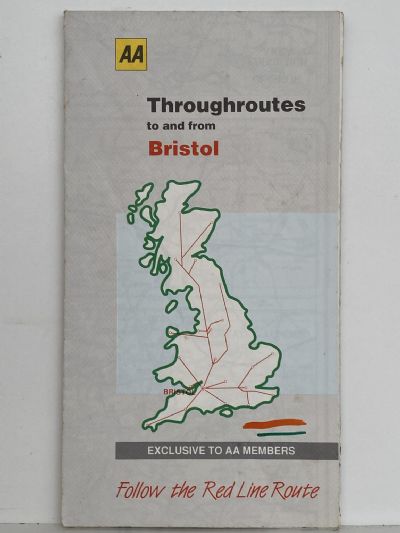 AA
Throughroutes
to and from
Bristol
BRISTOL
EXCLUSIVE TO AA MEMBERS
Follow the Red Line Route